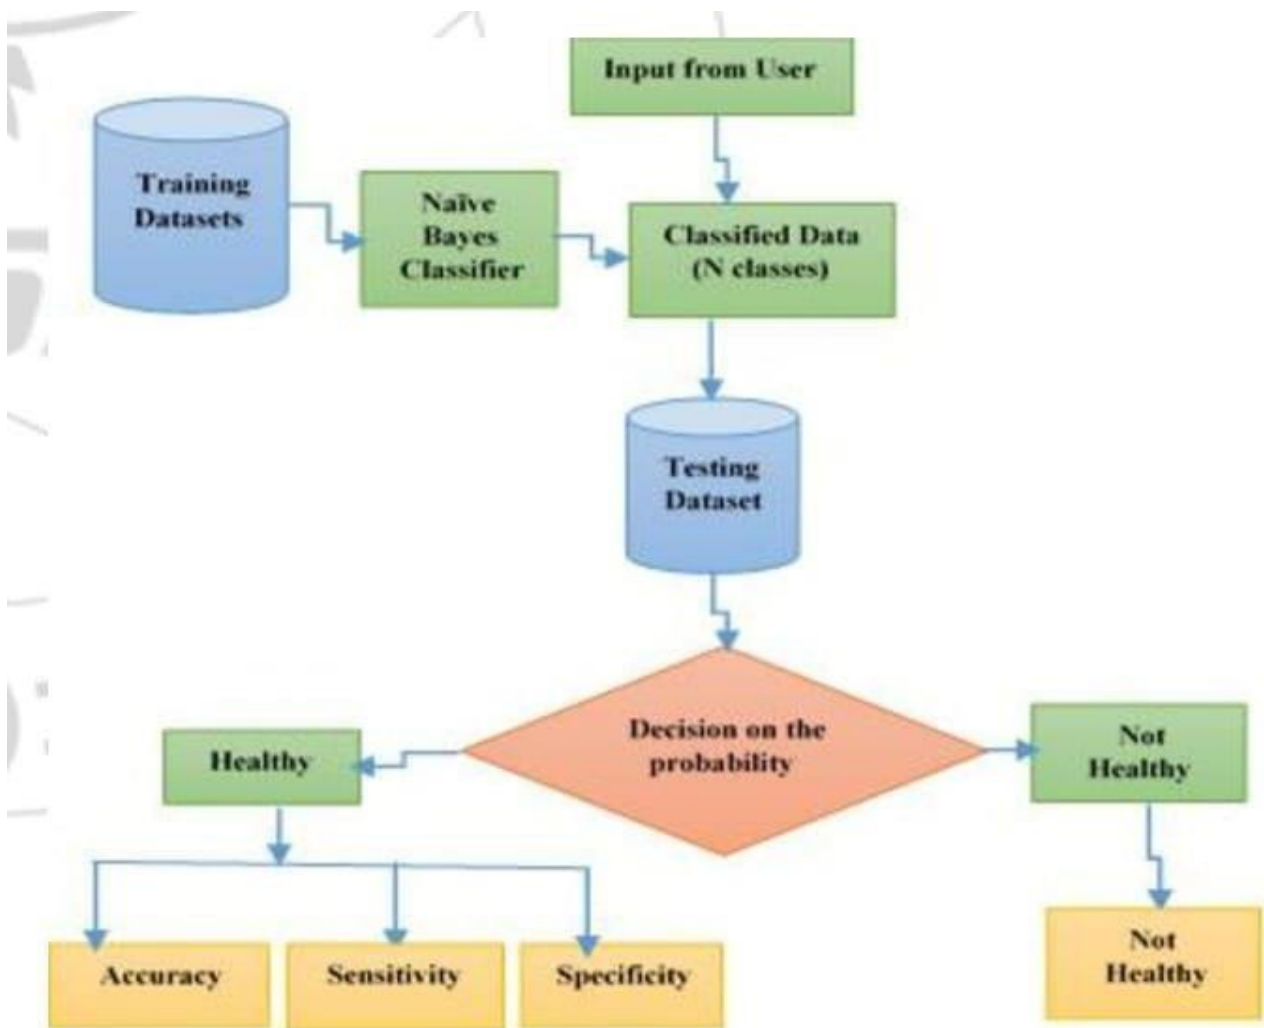 Input from User
Training
Datasets
Naïve
Bayes
Classifier
Classified Data
(N classes)
Testing
Dataset
Decision on the
probability
Healthy
Not
Healthy
Accuracy
Sensitivity
Specificity
Not
Healthy